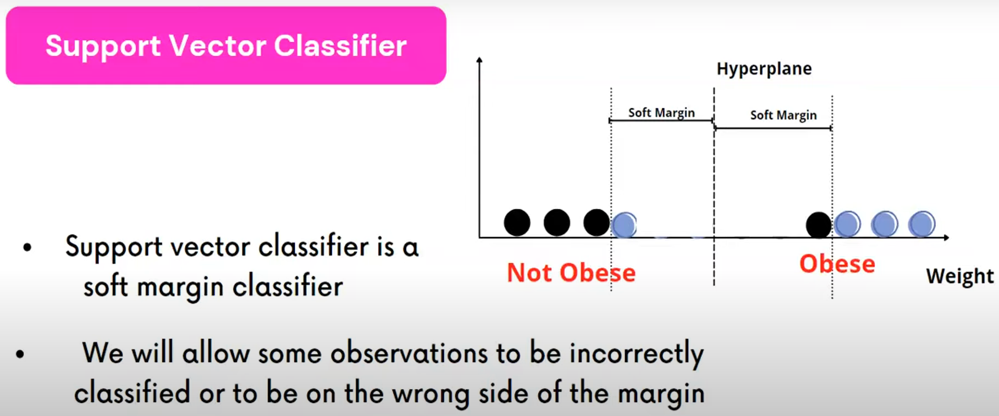 Support Vector Classifier
Hyperplane
Soft Margin
Soft Margin
Not Obese
Obese
Weight
• Support vector classifier is a
soft margin classifier
• We will allow some observations to be incorrectly
classified or to be on the wrong side of the margin